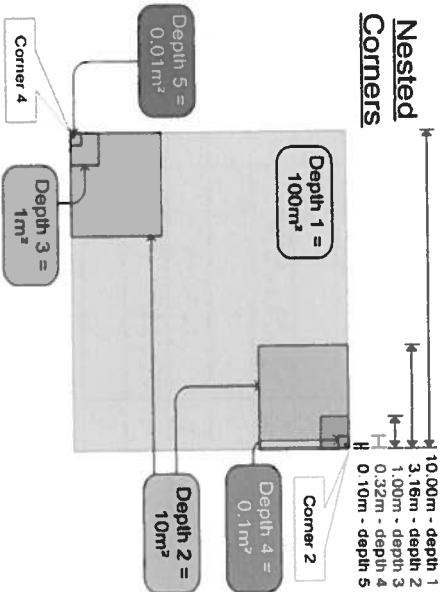 Nested
Corners
10.00m - depth 1
3.16m - depth 2
1.00m - depth 3
0.32m - depth 4
0.10m - depth 5
Depth 1 =
100m²
Corner 2
Depth 5 =
0.01m²
Corner 4
Depth 3 =
1m²
Depth 2 =
10m²
Depth 4 =
0.1m²